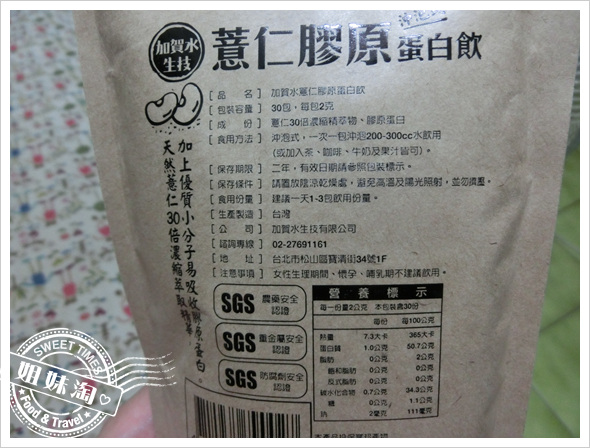 加賀水
生技
薏仁膠原蛋白飲
[品名] 加賀水薏仁膠原蛋白飲
[包裝容量] 30包，每包2克
[成份] 薏仁30倍濃縮精萃物、膠原蛋白
[食用方法] 沖泡式，一次一包沖泡200-300cc水飲用
(或加入茶、咖啡、牛奶及果汁皆可)。
[保存期限] 二年，有效日期請參照包裝標示。
[保存條件] 請置放陰涼乾燥處，避免高溫及陽光照射，並勿擠壓。
[食用份量] 建議一天1-3包飲用份量。
[生產製造] 台灣
[公司] 加賀水生技有限公司
[諮詢專線] 02-27691161
[地址] 台北市松山區寶清街34號1F
[注意事項] 女性生理期間、懷孕、哺乳期不建議飲用。
加上優質小分子易吸收膠原蛋白。
天然薏仁30倍濃縮萃取精華
SGS 農藥安全認證
SGS 重金屬安全認證
SGS 防腐劑安全認證
營養標示
每一份量2公克 本包裝含30份
每份 每100公克
熱量 7.3大卡 365大卡
蛋白質 1.0公克 50.7公克
脂肪 0公克 0公克
飽和脂肪 0公克 0公克
反式脂肪 0公克 0公克
碳水化合物 0.7公克 34.3公克
糖 0公克 1.1公克
鈉 2毫克 111毫克
SWEET TIMES
姐妹淘
Food & Travel